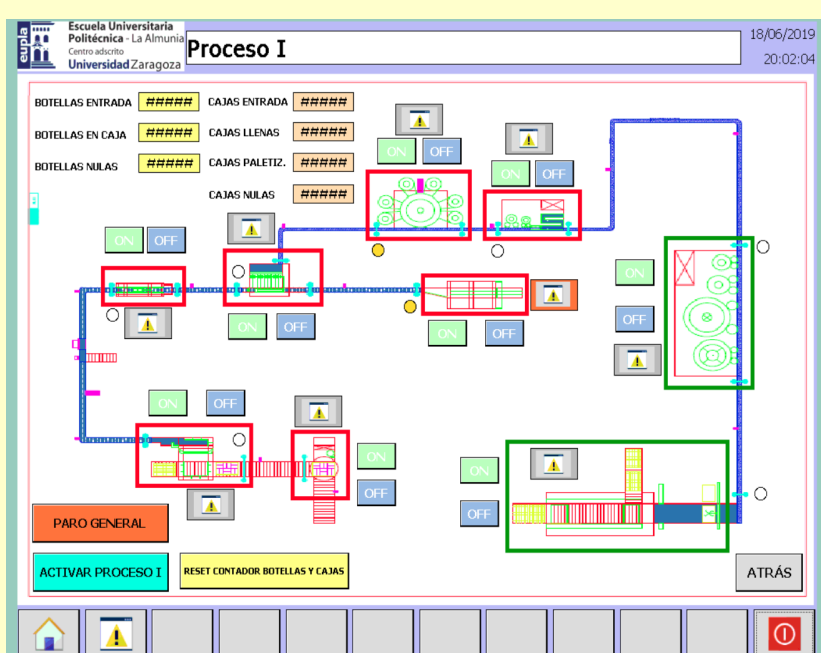 eupla
Escuela Universitaria
Politécnica - La Almunia
Centro adscrito
Universidad Zaragoza
Proceso I
18/06/2019
20:02:04
BOTELLAS ENTRADA ##### CAJAS ENTRADA #####
BOTELLAS EN CAJA ##### CAJAS LLENAS #####
BOTELLAS NULAS ##### CAJAS PALETIZ. #####
CAJAS NULAS #####
ON OFF
ON OFF
ON OFF
ON
OFF
ON OFF
ON OFF
ON OFF
ON
OFF
ON
OFF
PARO GENERAL
ACTIVAR PROCESO I
RESET CONTADOR BOTELLAS Y CAJAS
ATRÁS